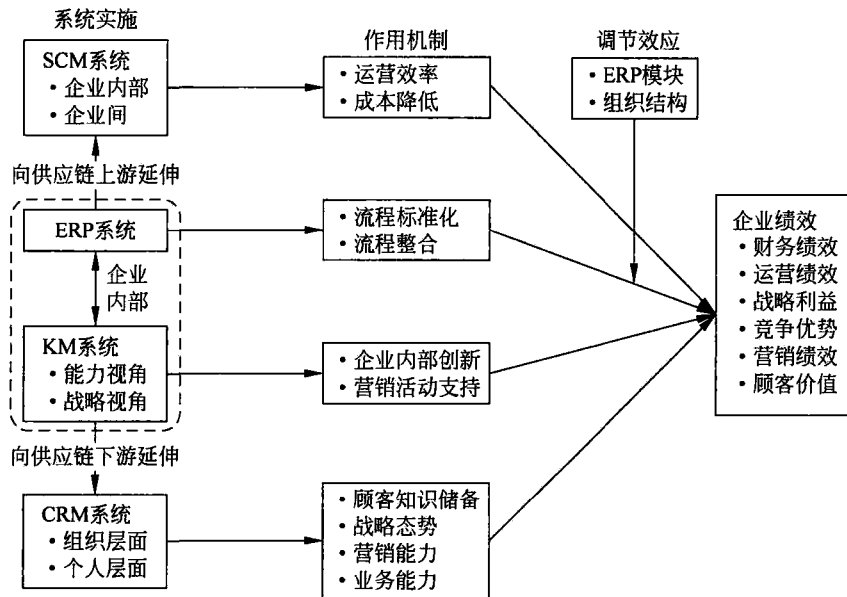 系统实施
SCM系统
・企业内部
・企业间
向供应链上游延伸
ERP系统
企业
内部
KM系统
・能力视角
・战略视角
向供应链下游延伸
CRM系统
・组织层面
・个人层面
作用机制
・运营效率
・成本降低
・流程标准化
・流程整合
・企业内部创新
・营销活动支持
・顾客知识储备
・战略态势
・营销能力
・业务能力
调节效应
・ERP模块
・组织结构
企业绩效
・财务绩效
・运营绩效
・战略利益
・竞争优势
・营销绩效
・顾客价值